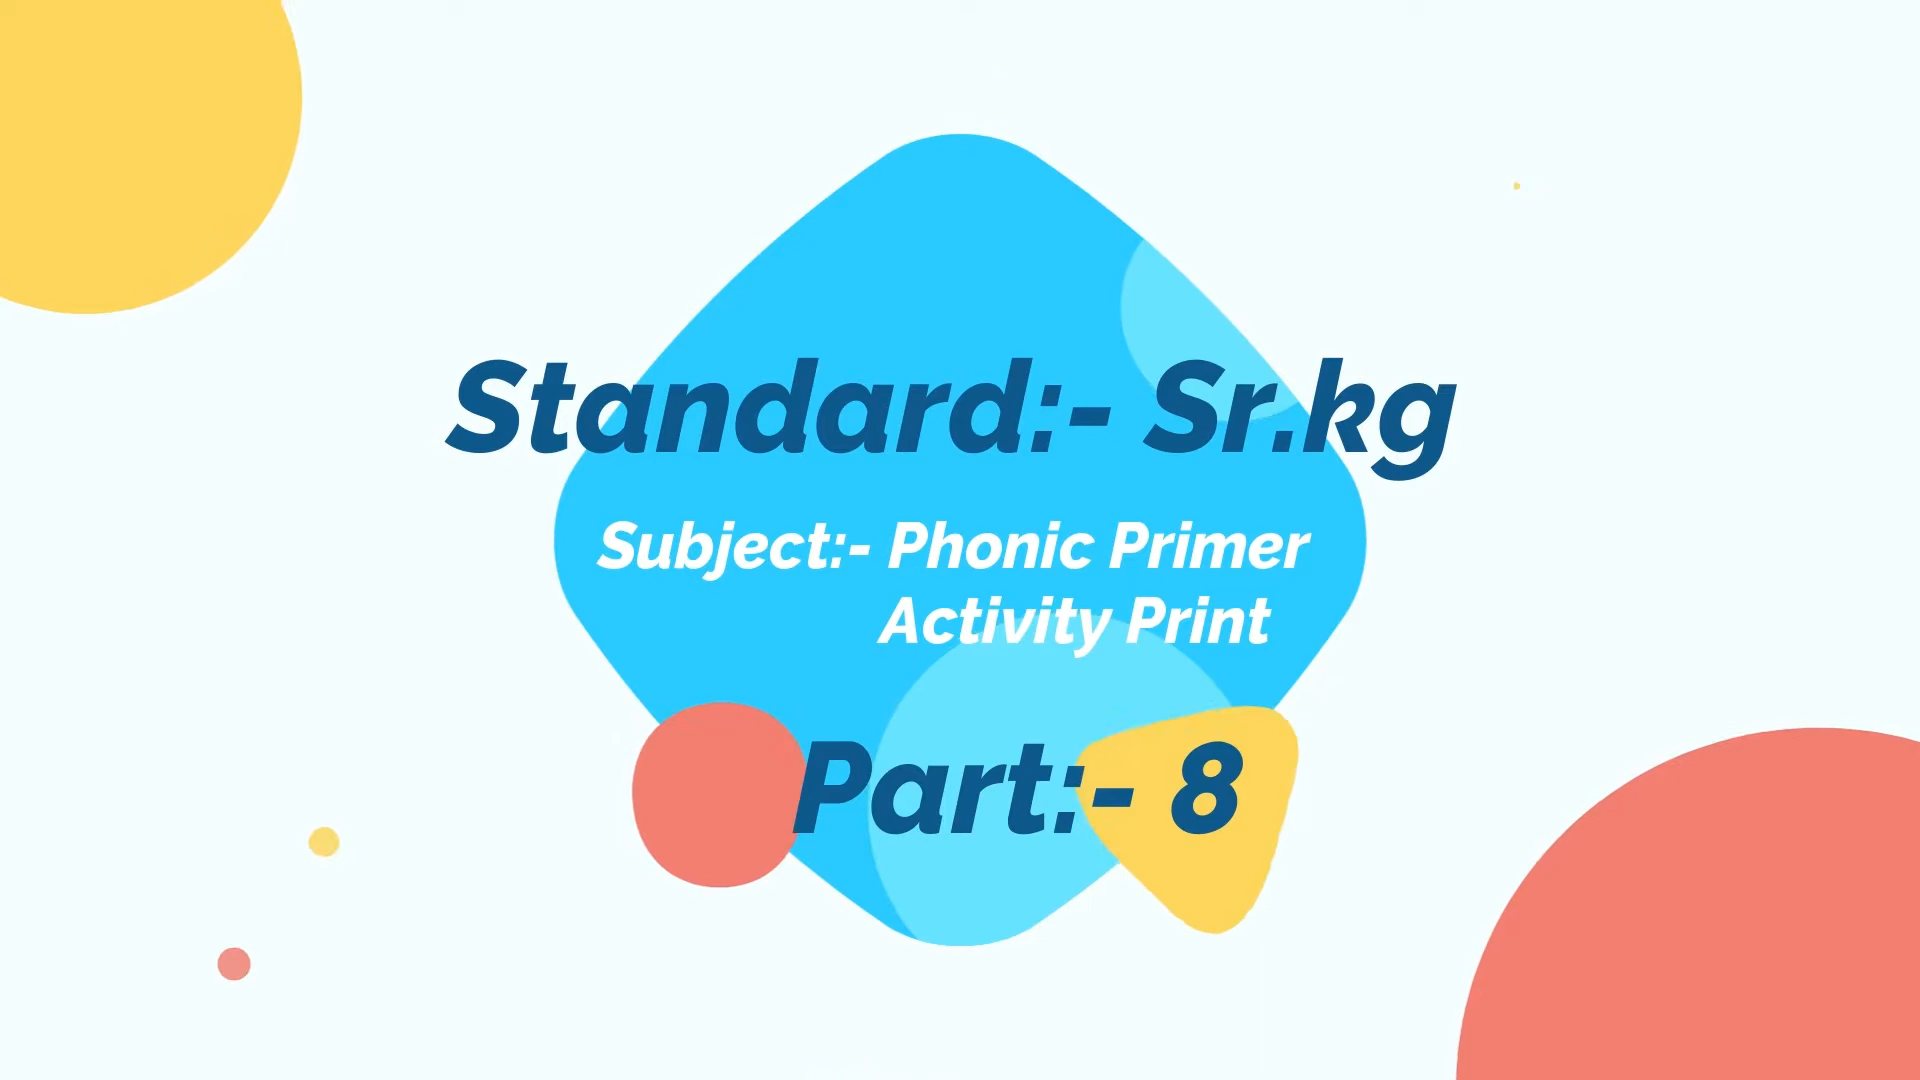 Standard:- Sr.kg
Subject:- Phonic Primer
Activity Print
Part:- 8